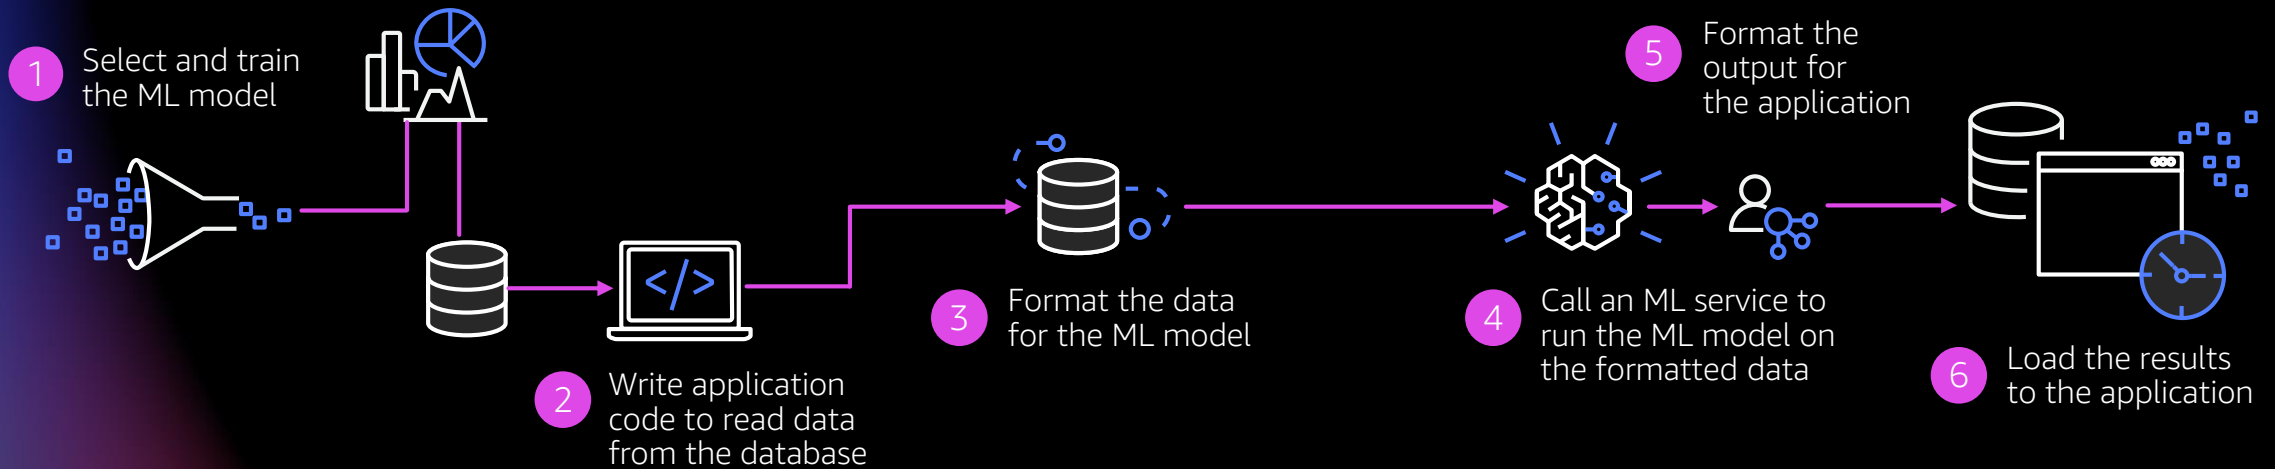 1
Select and train
the ML model
2
Write application
code to read data
from the database
</>
3
Format the data
for the ML model
4
Call an ML service to
run the ML model on
the formatted data
5
Format the
output for
the application
6
Load the results
to the application